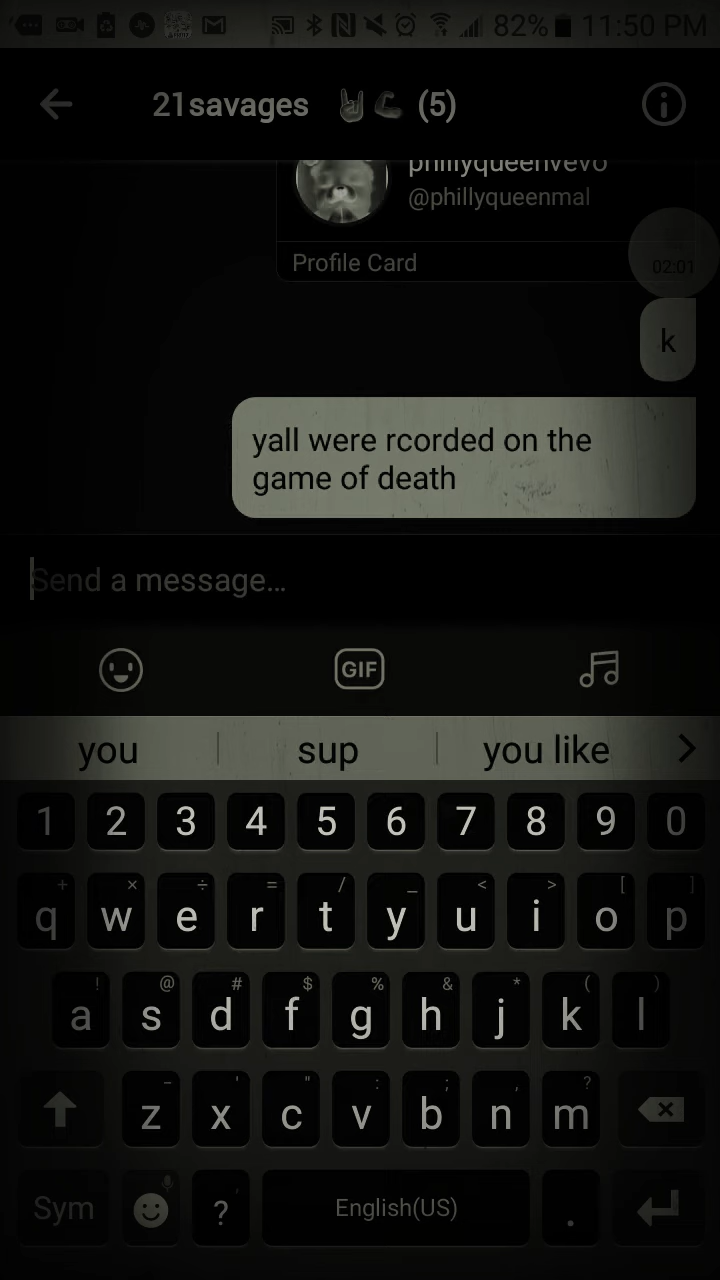 82% 11:50 PM
21savages 🤘💪 (5)
phillyqueenvevo
@phillyqueenmal
Profile Card
02:01
k
yall were rcorded on the
game of death
Send a message...
GIF
you sup you like
1 2 3 4 5 6 7 8 9 0
+ × ÷ = / _ < > [ ]
q w e r t y u i o p
! @ # $ % & * ( )
a s d f g h j k l
- ' " : ; , ?
z x c v b n m
Sym ? English(US) .